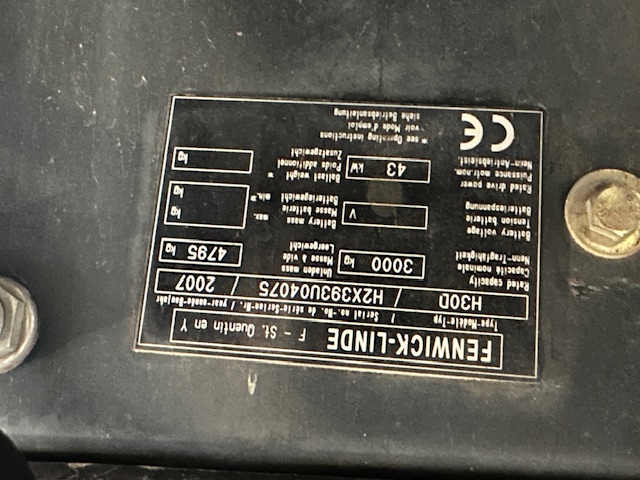 FENWICK-LINDE F - St. Quentin en Y
Type-Modèle-Typ / Serial no.-No. de série-Serien-Nr. / year-année-Baujahr
H30D / H2X393U04075 / 2007
Rated capacity
Capacité nominale
Nenn-Tragfähigkeit
3000 kg
Unladen mass
Masse à vide
Leergewicht
4795 kg
Battery voltage
Tension batterie
Batteriespannung
V
Battery mass
Masse batterie
Batteriegewicht
max. kg
min.* kg
Rated drive power
Puissance mot.nom.
Nenn-Antriebsleist.
43 kW
Ballast weight *
Poids additionnel
Zusatzgewicht
kg
CE
* see Operating instructions
voir Mode d'emploi
siehe Betriebsanleitung